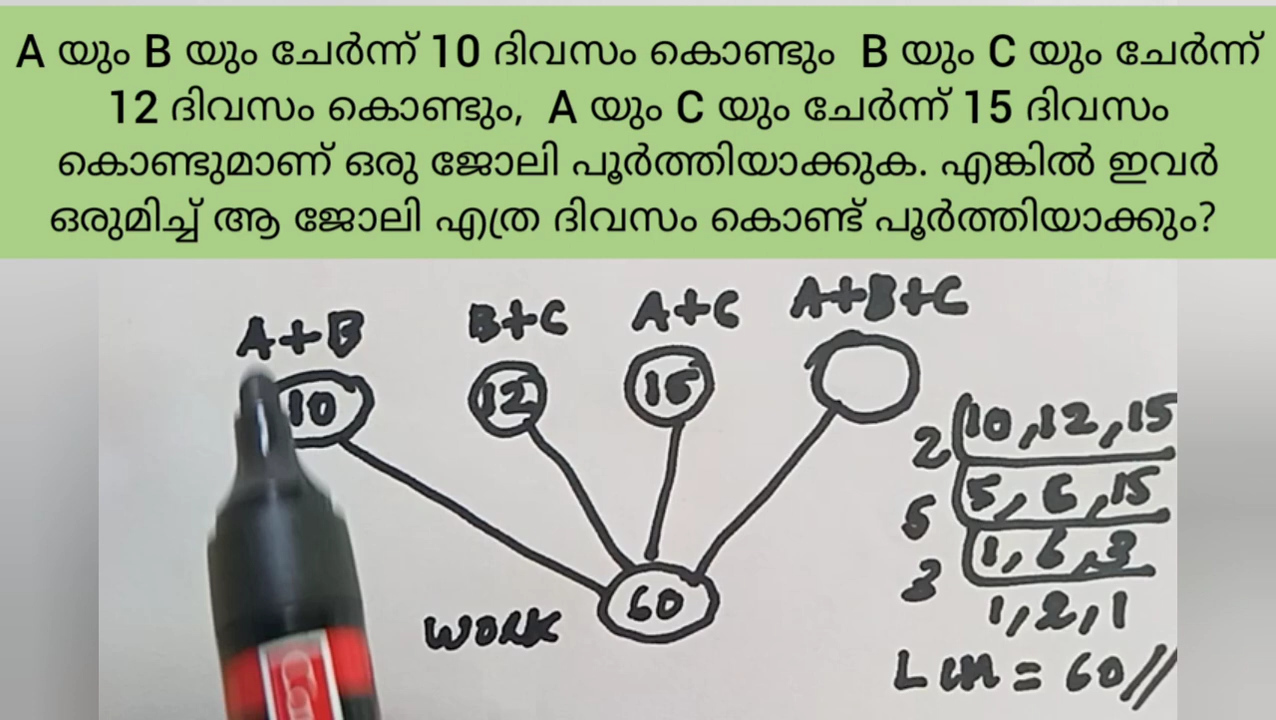 A യും B യും ചേർന്ന് 10 ദിവസം കൊണ്ടും B യും C യും ചേർന്ന്
12 ദിവസം കൊണ്ടും, A യും C യും ചേർന്ന് 15 ദിവസം
കൊണ്ടുമാണ് ഒരു ജോലി പൂർത്തിയാക്കുക. എങ്കിൽ ഇവർ
ഒരുമിച്ച് ആ ജോലി എത്ര ദിവസം കൊണ്ട് പൂർത്തിയാക്കും?
A+B B+C A+C A+B+C
10 12 15
2 10,12,15
5 5,6,15
3 1,6,3
1,2,1
WORK 60
LCM = 60//